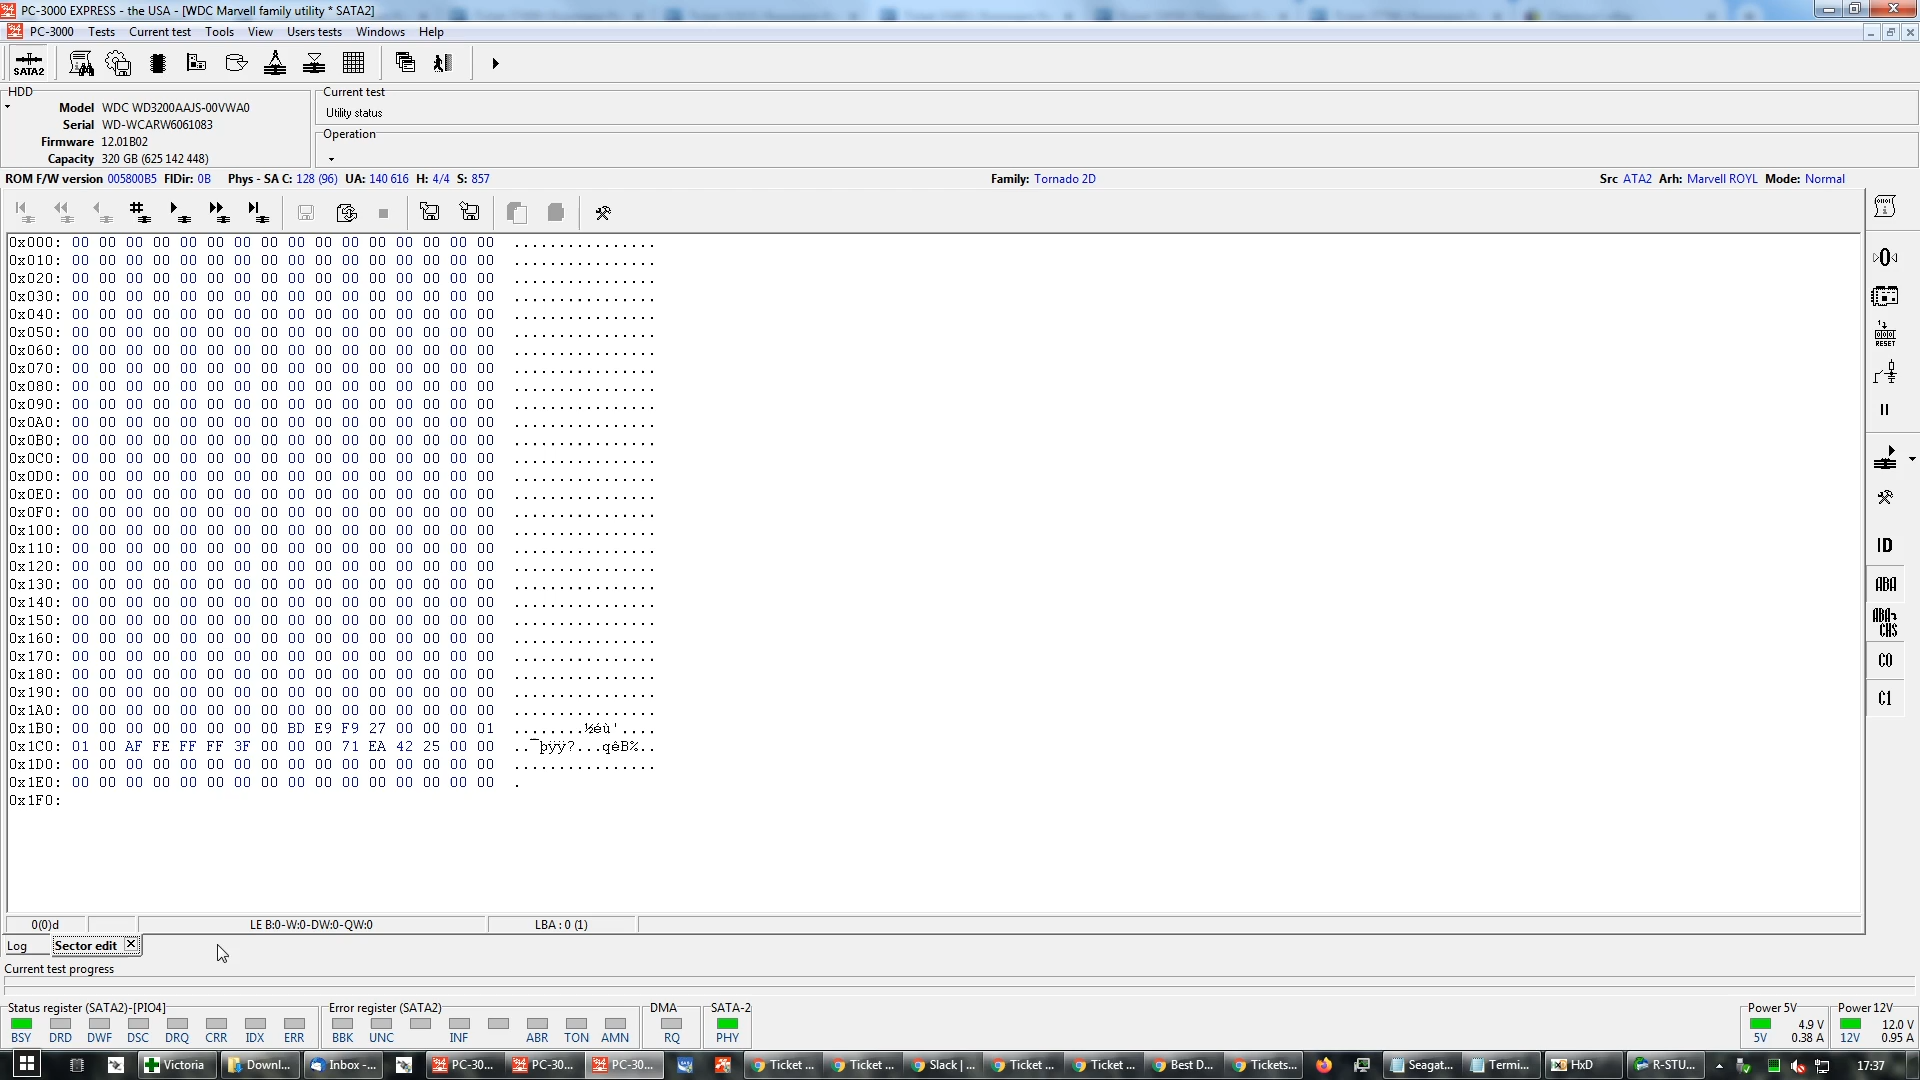 PC-3000 EXPRESS - the USA - [WDC Marvell family utility * SATA2]
PC-3000 Tests Current test Tools View Users tests Windows Help
SATA2
HDD
Model WDC WD3200AAJS-00VWA0
Serial WD-WCARW6061083
Firmware 12.01B02
Capacity 320 GB (625 142 448)
Current test
Utility status
Operation
ROM F/W version 005800B5 FIDir: 0B Phys - SA C: 128 (96) UA: 140 616 H: 4/4 S: 857 Family: Tornado 2D Src ATA2 Arh: Marvell ROYL Mode: Normal
0x000: 00 00 00 00 00 00 00 00 00 00 00 00 00 00 00 00 ................
0x010: 00 00 00 00 00 00 00 00 00 00 00 00 00 00 00 00 ................
0x020: 00 00 00 00 00 00 00 00 00 00 00 00 00 00 00 00 ................
0x030: 00 00 00 00 00 00 00 00 00 00 00 00 00 00 00 00 ................
0x040: 00 00 00 00 00 00 00 00 00 00 00 00 00 00 00 00 ................
0x050: 00 00 00 00 00 00 00 00 00 00 00 00 00 00 00 00 ................
0x060: 00 00 00 00 00 00 00 00 00 00 00 00 00 00 00 00 ................
0x070: 00 00 00 00 00 00 00 00 00 00 00 00 00 00 00 00 ................
0x080: 00 00 00 00 00 00 00 00 00 00 00 00 00 00 00 00 ................
0x090: 00 00 00 00 00 00 00 00 00 00 00 00 00 00 00 00 ................
0x0A0: 00 00 00 00 00 00 00 00 00 00 00 00 00 00 00 00 ................
0x0B0: 00 00 00 00 00 00 00 00 00 00 00 00 00 00 00 00 ................
0x0C0: 00 00 00 00 00 00 00 00 00 00 00 00 00 00 00 00 ................
0x0D0: 00 00 00 00 00 00 00 00 00 00 00 00 00 00 00 00 ................
0x0E0: 00 00 00 00 00 00 00 00 00 00 00 00 00 00 00 00 ................
0x0F0: 00 00 00 00 00 00 00 00 00 00 00 00 00 00 00 00 ................
0x100: 00 00 00 00 00 00 00 00 00 00 00 00 00 00 00 00 ................
0x110: 00 00 00 00 00 00 00 00 00 00 00 00 00 00 00 00 ................
0x120: 00 00 00 00 00 00 00 00 00 00 00 00 00 00 00 00 ................
0x130: 00 00 00 00 00 00 00 00 00 00 00 00 00 00 00 00 ................
0x140: 00 00 00 00 00 00 00 00 00 00 00 00 00 00 00 00 ................
0x150: 00 00 00 00 00 00 00 00 00 00 00 00 00 00 00 00 ................
0x160: 00 00 00 00 00 00 00 00 00 00 00 00 00 00 00 00 ................
0x170: 00 00 00 00 00 00 00 00 00 00 00 00 00 00 00 00 ................
0x180: 00 00 00 00 00 00 00 00 00 00 00 00 00 00 00 00 ................
0x190: 00 00 00 00 00 00 00 00 00 00 00 00 00 00 00 00 ................
0x1A0: 00 00 00 00 00 00 00 00 00 00 00 00 00 00 00 00 ................
0x1B0: 00 00 00 00 00 00 00 00 BD E9 F9 27 00 00 00 01 ........½éù'....
0x1C0: 01 00 AF FE FF FF 3F 00 00 00 71 EA 42 25 00 00 ..¯þÿÿ?...qêB%..
0x1D0: 00 00 00 00 00 00 00 00 00 00 00 00 00 00 00 00 ................
0x1E0: 00 00 00 00 00 00 00 00 00 00 00 00 00 00 00 00 .
0x1F0:
RESET
ID
ABA
ABA CHS
C0
C1
0(0)d LE B:0-W:0-DW:0-QW:0 LBA : 0 (1)
Log Sector edit
Current test progress
Status register (SATA2)-[PIO4] Error register (SATA2) DMA SATA-2 Power 5V Power 12V
BSY DRD DWF DSC DRQ CRR IDX ERR BBK UNC INF ABR TON AMN RQ PHY
5V 4.9 V 0.38 A 12V 12.0 V 0.95 A
Victoria Downl... Inbox -... PC-30... PC-30... PC-30... Ticket ... Ticket ... Slack | ... Ticket ... Ticket ... Best D... Tickets... Seagat... Termi... HxD R-STU... 17:37